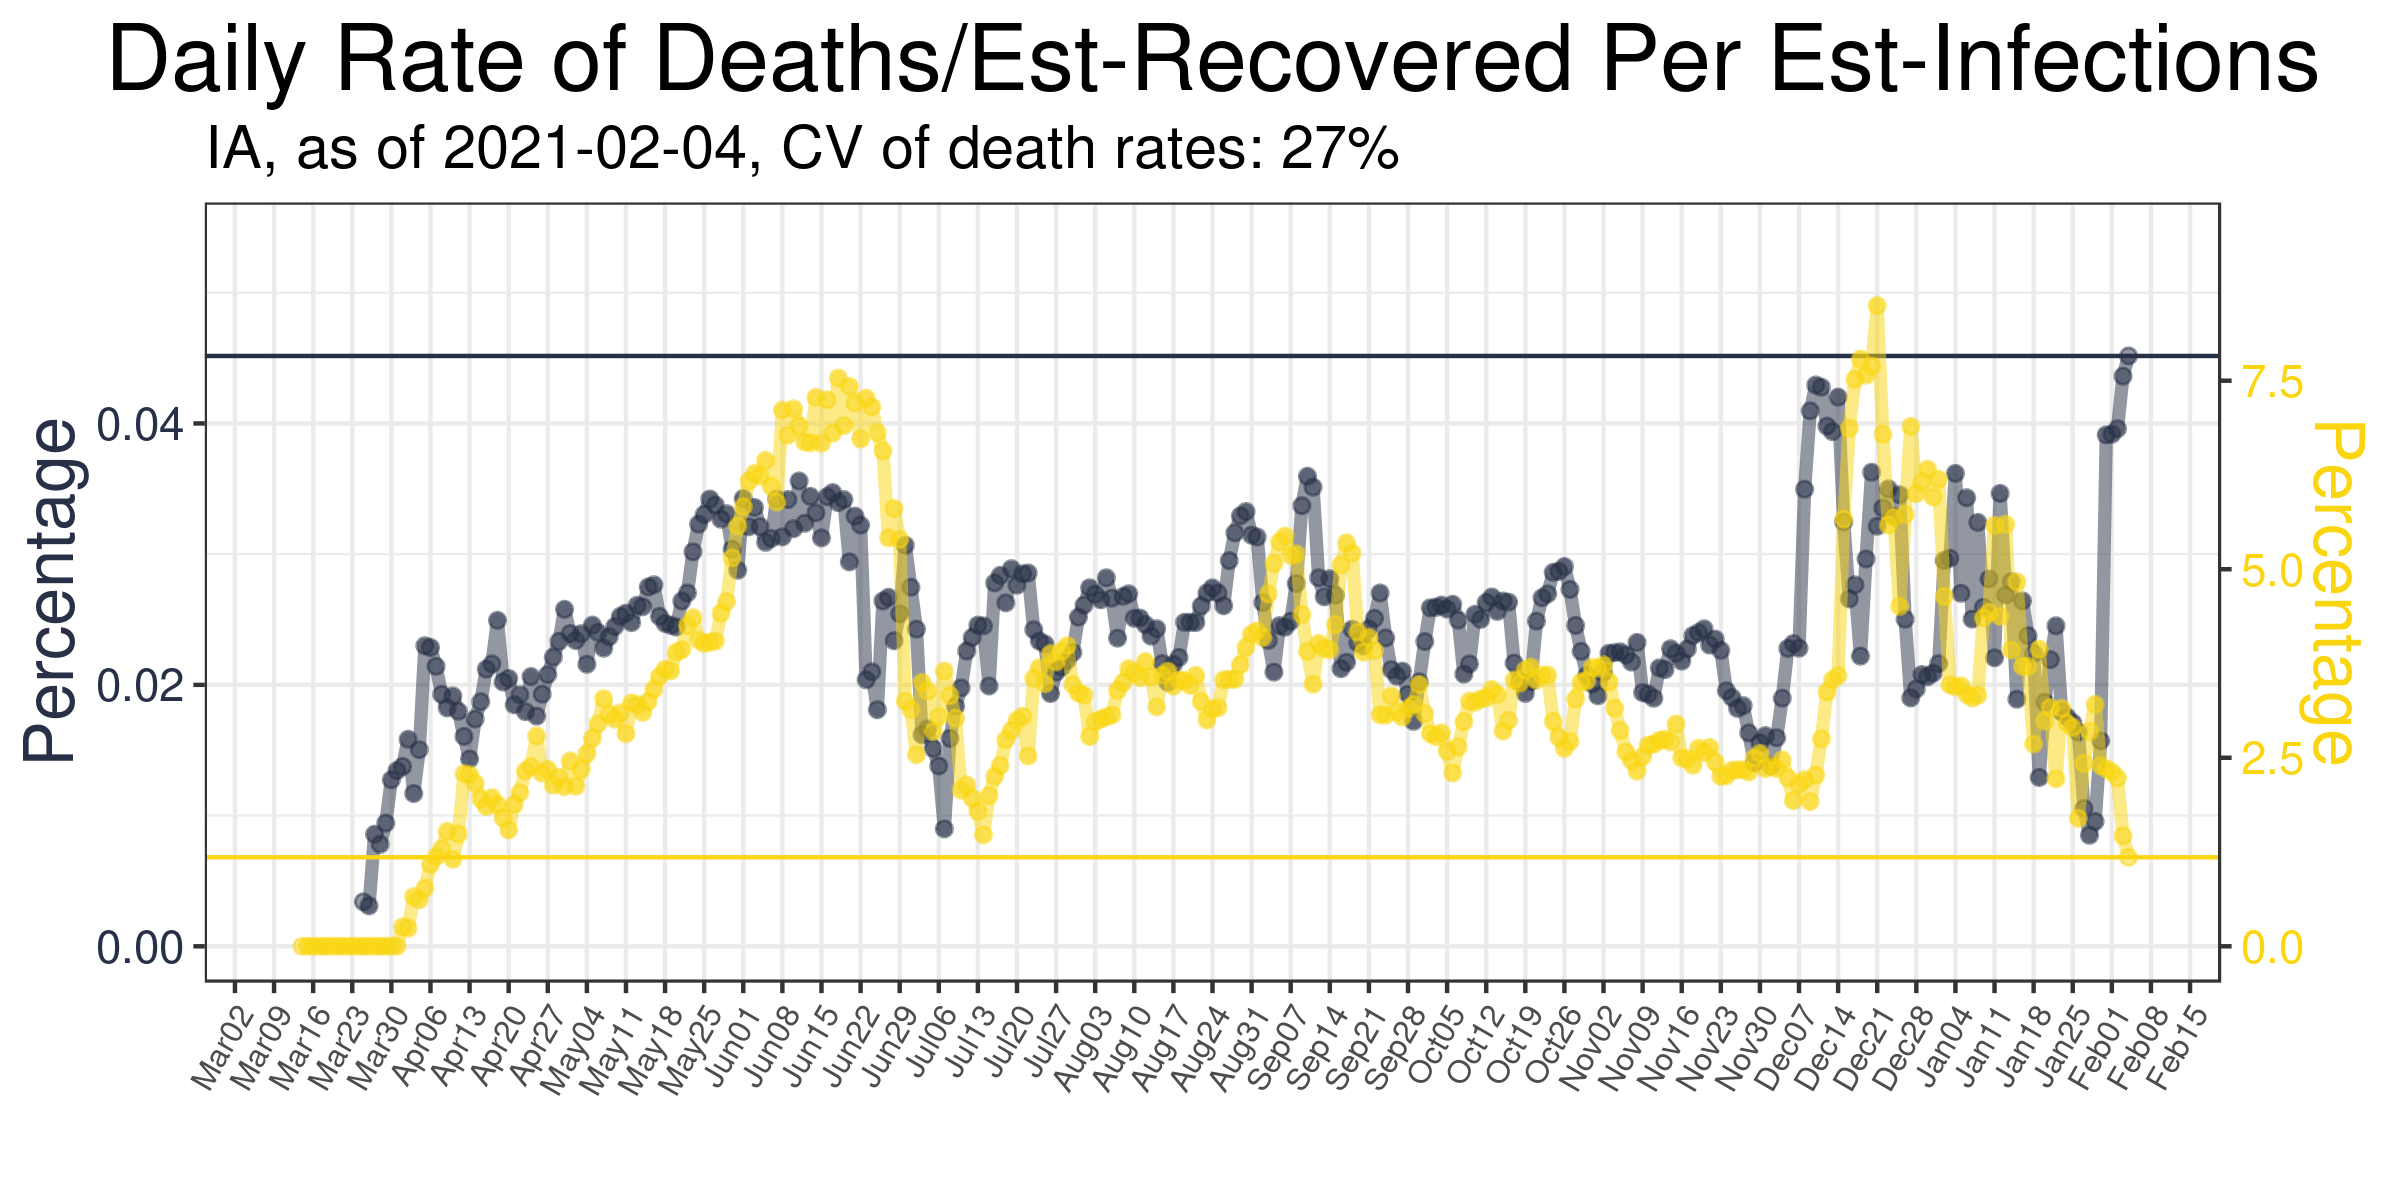 Daily Rate of Deaths/Est-Recovered Per Est-Infections
IA, as of 2021-02-04, CV of death rates: 27%
Percentage
0.04
0.02
0.00
7.5
5.0
2.5
0.0
Percentage
Mar02
Mar09
Mar16
Mar23
Mar30
Apr06
Apr13
Apr20
Apr27
May04
May11
May18
May25
Jun01
Jun08
Jun15
Jun22
Jun29
Jul06
Jul13
Jul20
Jul27
Aug03
Aug10
Aug17
Aug24
Aug31
Sep07
Sep14
Sep21
Sep28
Oct05
Oct12
Oct19
Oct26
Nov02
Nov09
Nov16
Nov23
Nov30
Dec07
Dec14
Dec21
Dec28
Jan04
Jan11
Jan18
Jan25
Feb01
Feb08
Feb15